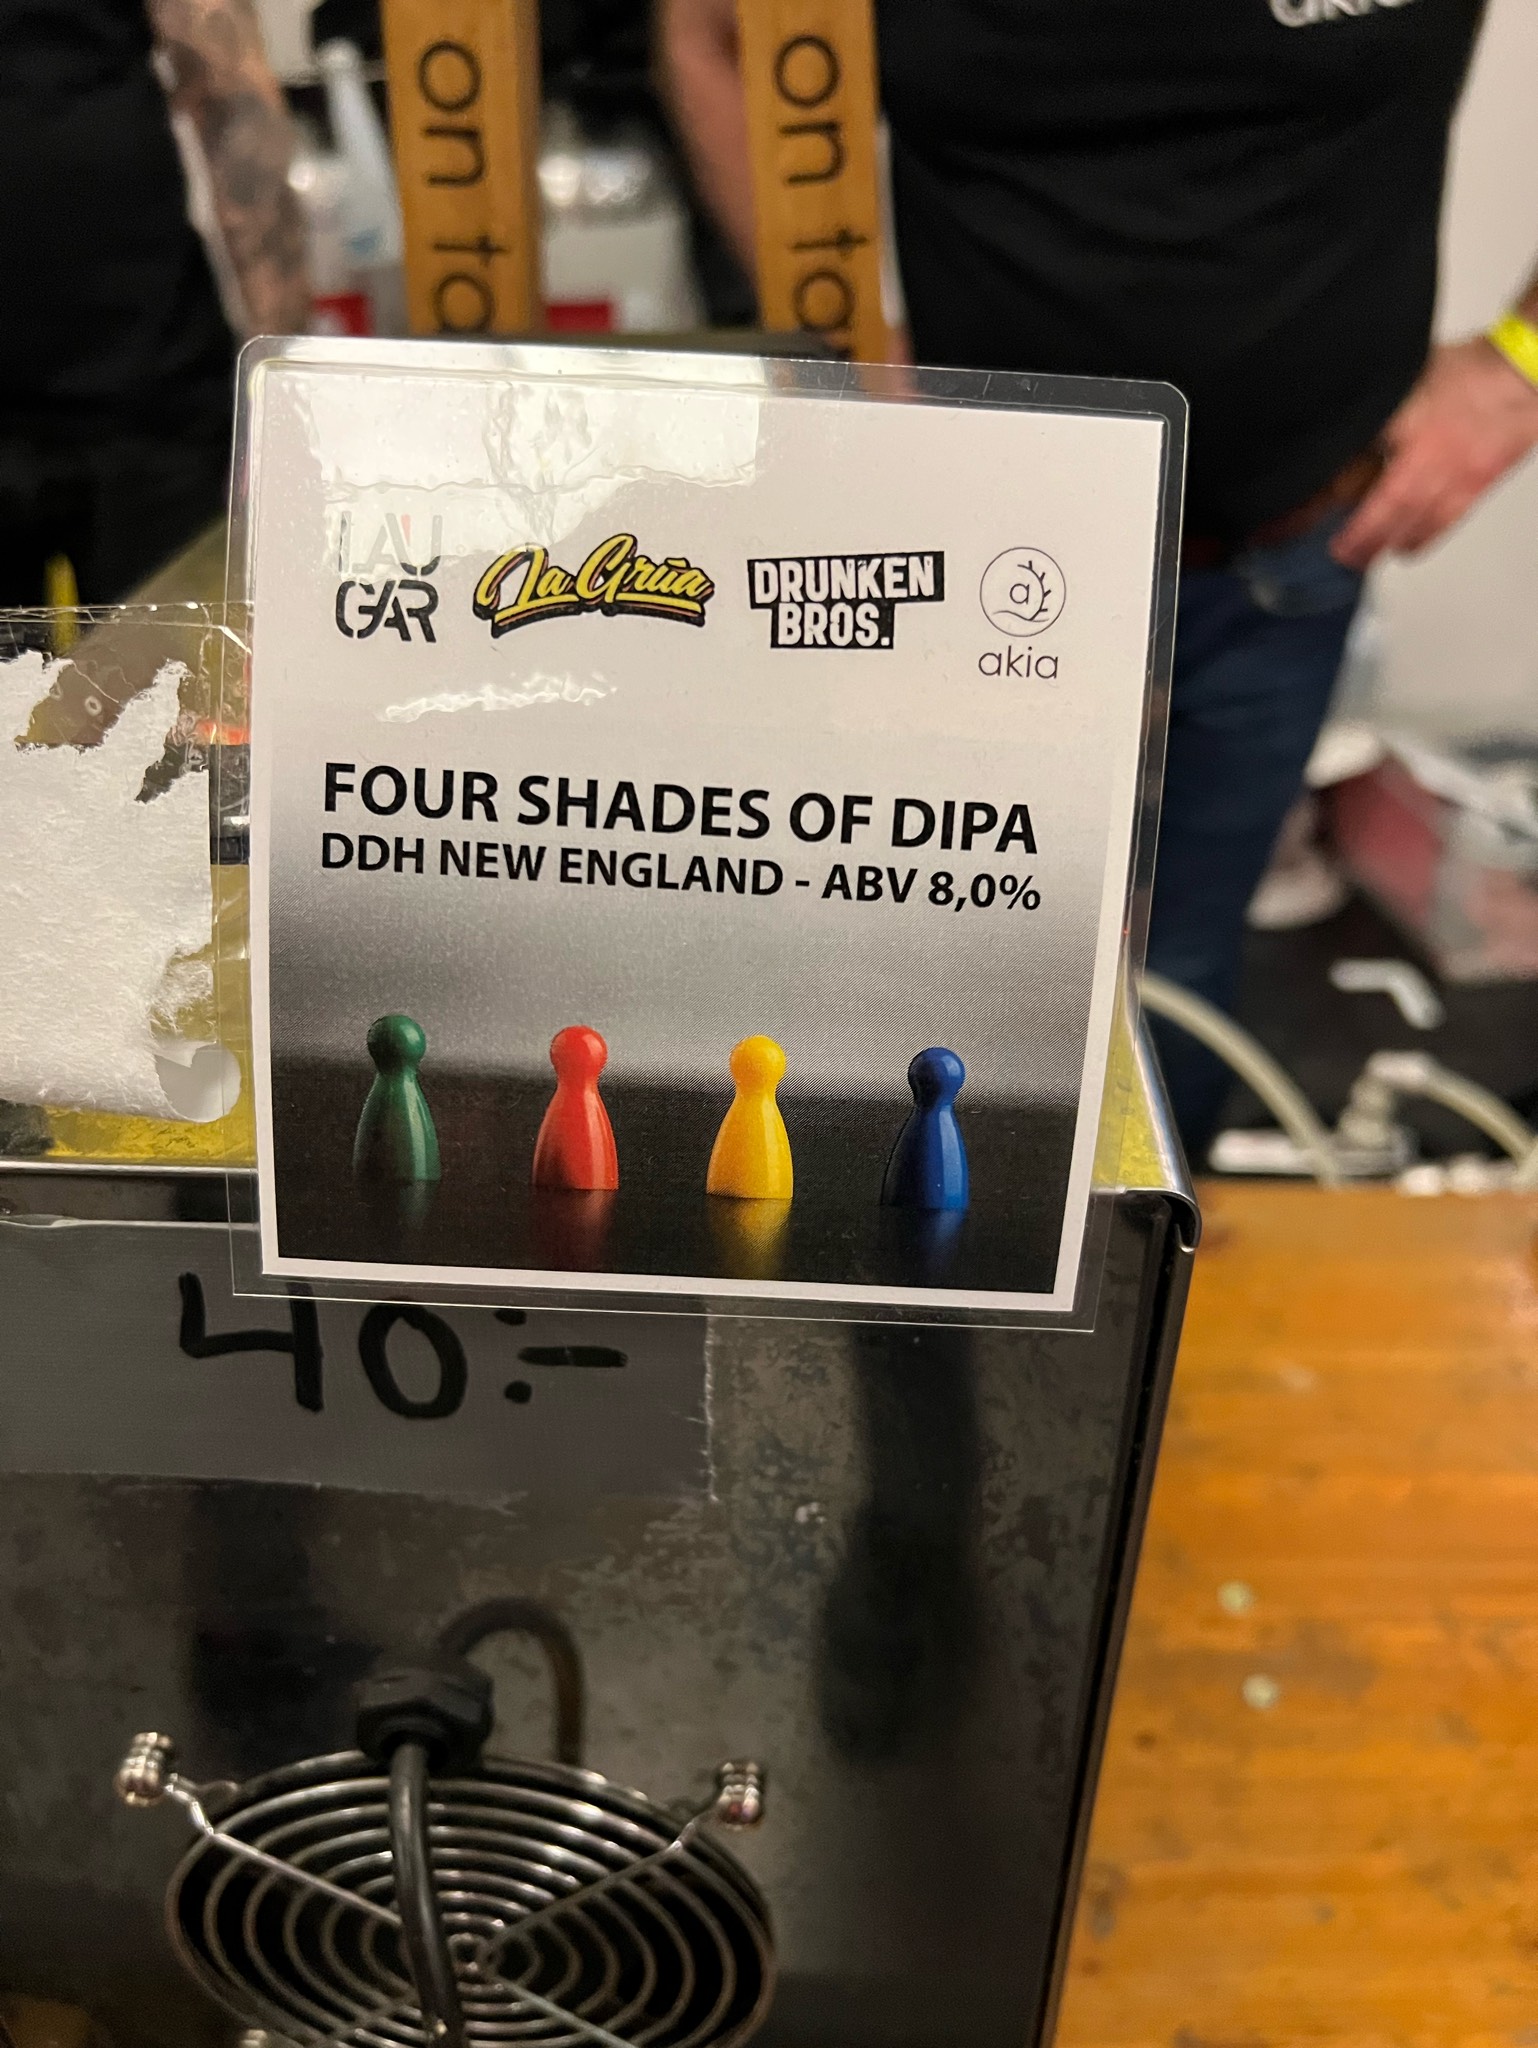 on ta
on ta
akia
LAU
GAR
La Grúa
DRUNKEN
BROS.
a
akia
FOUR SHADES OF DIPA
DDH NEW ENGLAND - ABV 8,0%
40:-